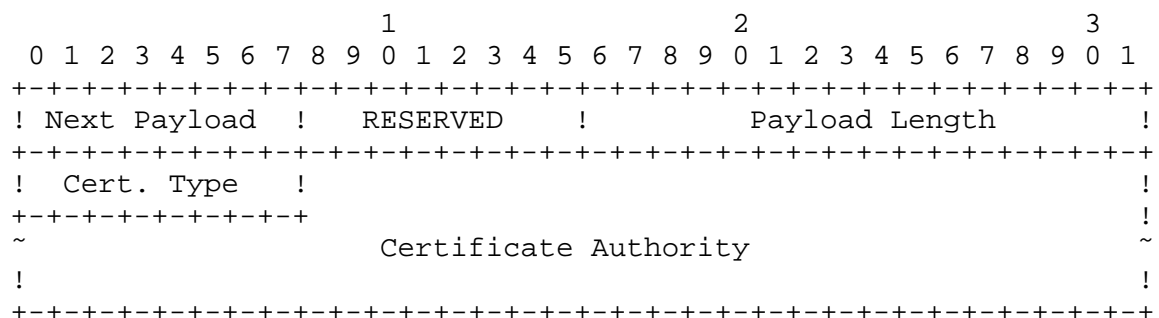 1                   2                   3
 0 1 2 3 4 5 6 7 8 9 0 1 2 3 4 5 6 7 8 9 0 1 2 3 4 5 6 7 8 9 0 1
+-+-+-+-+-+-+-+-+-+-+-+-+-+-+-+-+-+-+-+-+-+-+-+-+-+-+-+-+-+-+-+-+
! Next Payload  !   RESERVED    !         Payload Length        !
+-+-+-+-+-+-+-+-+-+-+-+-+-+-+-+-+-+-+-+-+-+-+-+-+-+-+-+-+-+-+-+-+
!  Cert. Type   !                                               !
+-+-+-+-+-+-+-+-+                                               !
~                    Certificate Authority                      ~
!                                                               !
+-+-+-+-+-+-+-+-+-+-+-+-+-+-+-+-+-+-+-+-+-+-+-+-+-+-+-+-+-+-+-+-+